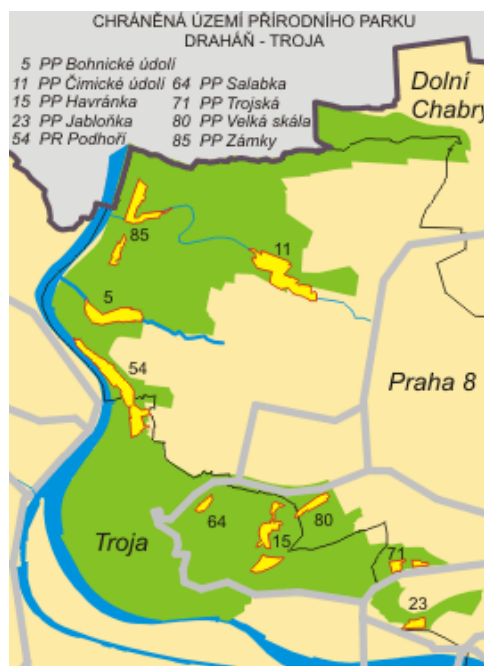 CHRÁNĚNÁ ÚZEMÍ PŘÍRODNÍHO PARKU
DRAHÁŇ - TROJA
5 PP Bohnické údolí
11 PP Čimické údolí
15 PP Havránka
23 PP Jabloňka
54 PR Podhoří
64 PP Salabka
71 PP Trojská
80 PP Velká skála
85 PP Zámky
Dolní
Chabry
85
11
5
54
Praha 8
64
80
15
Troja
71
23